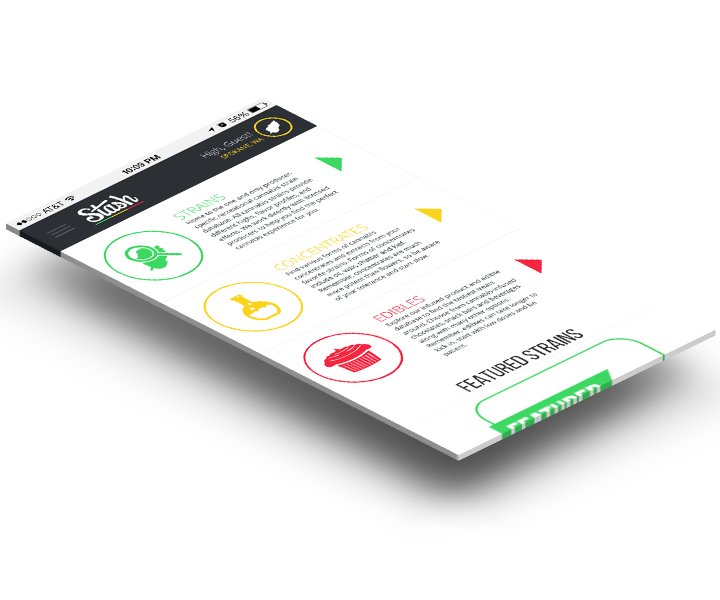 AT&T 10:09 PM 56%
Stash
High, Guest!
SPOKANE, WA
STRAINS
Home to the one and only producer,
specific recreational cannabis strain
database. All cannabis strains provide
different highs, flavor profiles, and
effects. We work directly with licensed
producers to help you find the perfect
cannabis experience for you.
CONCENTRATES
Find various forms of cannabis
concentrates and extracts from your
favorite strains. Forms of concentrates
include oil, wax, shatter and kief.
Remember, concentrates are much
more potent than flowers, so be aware
of your tolerance and start slow.
EDIBLES
Explore our infused product and edible
database to find the tastiest treats
around. Choose from cannabis-infused
chocolates, snack bars and beverages
along with many other options.
Remember, edibles can take longer to
kick in, start with low doses and be
patient.
FEATURED STRAINS
FEATURED